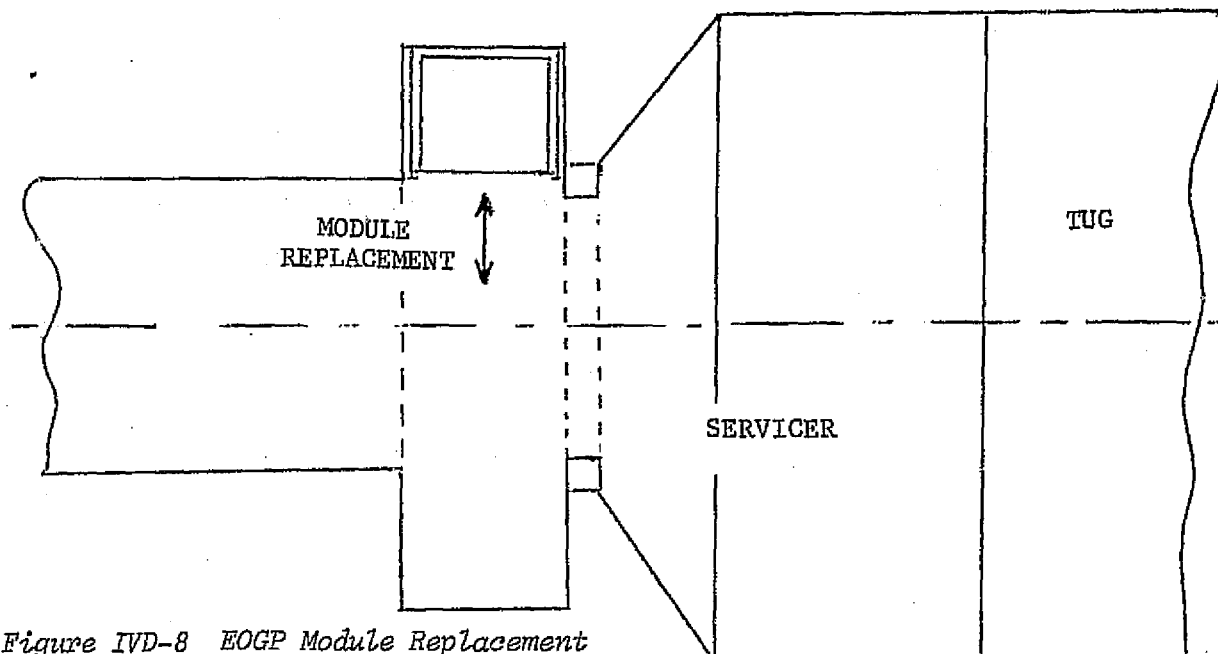 MODULE
REPLACEMENT
TUG
SERVICER
Figure IVD-8 EOGP Module Replacement